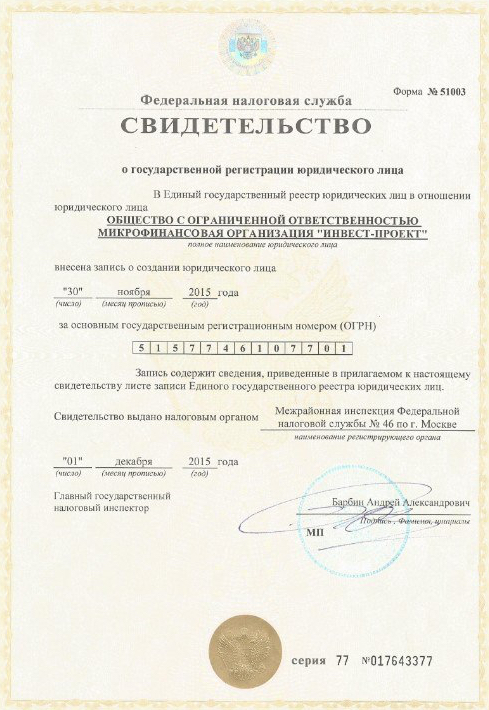 Форма № 51003
Федеральная налоговая служба
СВИДЕТЕЛЬСТВО
о государственной регистрации юридического лица
В Единый государственный реестр юридических лиц в отношении
юридического лица
ОБЩЕСТВО С ОГРАНИЧЕННОЙ ОТВЕТСТВЕННОСТЬЮ
МИКРОФИНАНСОВАЯ ОРГАНИЗАЦИЯ "ИНВЕСТ-ПРОЕКТ"
полное наименование юридического лица
внесена запись о создании юридического лица
"30" ноября 2015 года
(число) (месяц прописью) (год)
за основным государственным регистрационным номером (ОГРН)
5 1 5 7 7 4 6 1 0 7 7 0 1
Запись содержит сведения, приведенные в прилагаемом к настоящему
свидетельству листе записи Единого государственного реестра юридических лиц.
Свидетельство выдано налоговым органом Межрайонная инспекция Федеральной
налоговой службы № 46 по г. Москве
наименование регистрирующего органа
"01" декабря 2015 года
(число) (месяц прописью) (год)
Главный государственный
налоговый инспектор
Барбин Андрей Александрович
Подпись, Фамилия, инициалы
МП
серия 77 №017643377